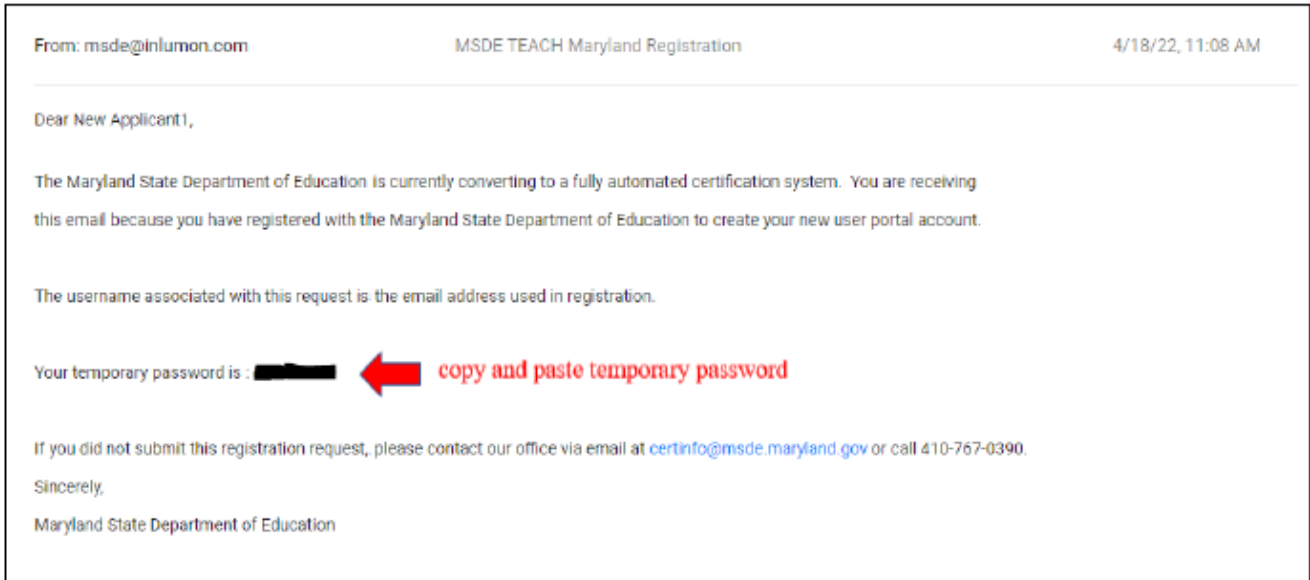 From: msde@inlumon.com MSDE TEACH Maryland Registration 4/18/22, 11:08 AM
Dear New Applicant1,
The Maryland State Department of Education is currently converting to a fully automated certification system. You are receiving
this email because you have registered with the Maryland State Department of Education to create your new user portal account.
The username associated with this request is the email address used in registration.
Your temporary password is : copy and paste temporary password
If you did not submit this registration request, please contact our office via email at certinfo@msde.maryland.gov or call 410-767-0390.
Sincerely,
Maryland State Department of Education